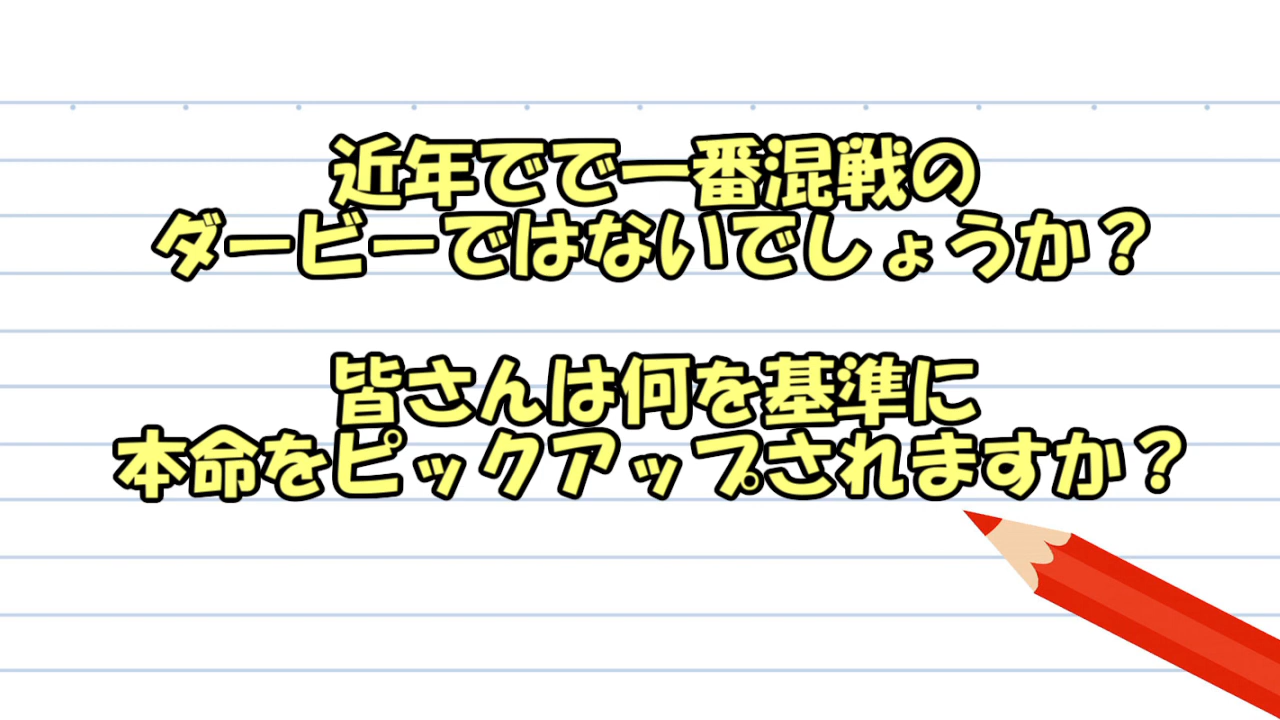 近年でで一番混戦の
ダービーではないでしょうか？
皆さんは何を基準に
本命をピックアップされますか？